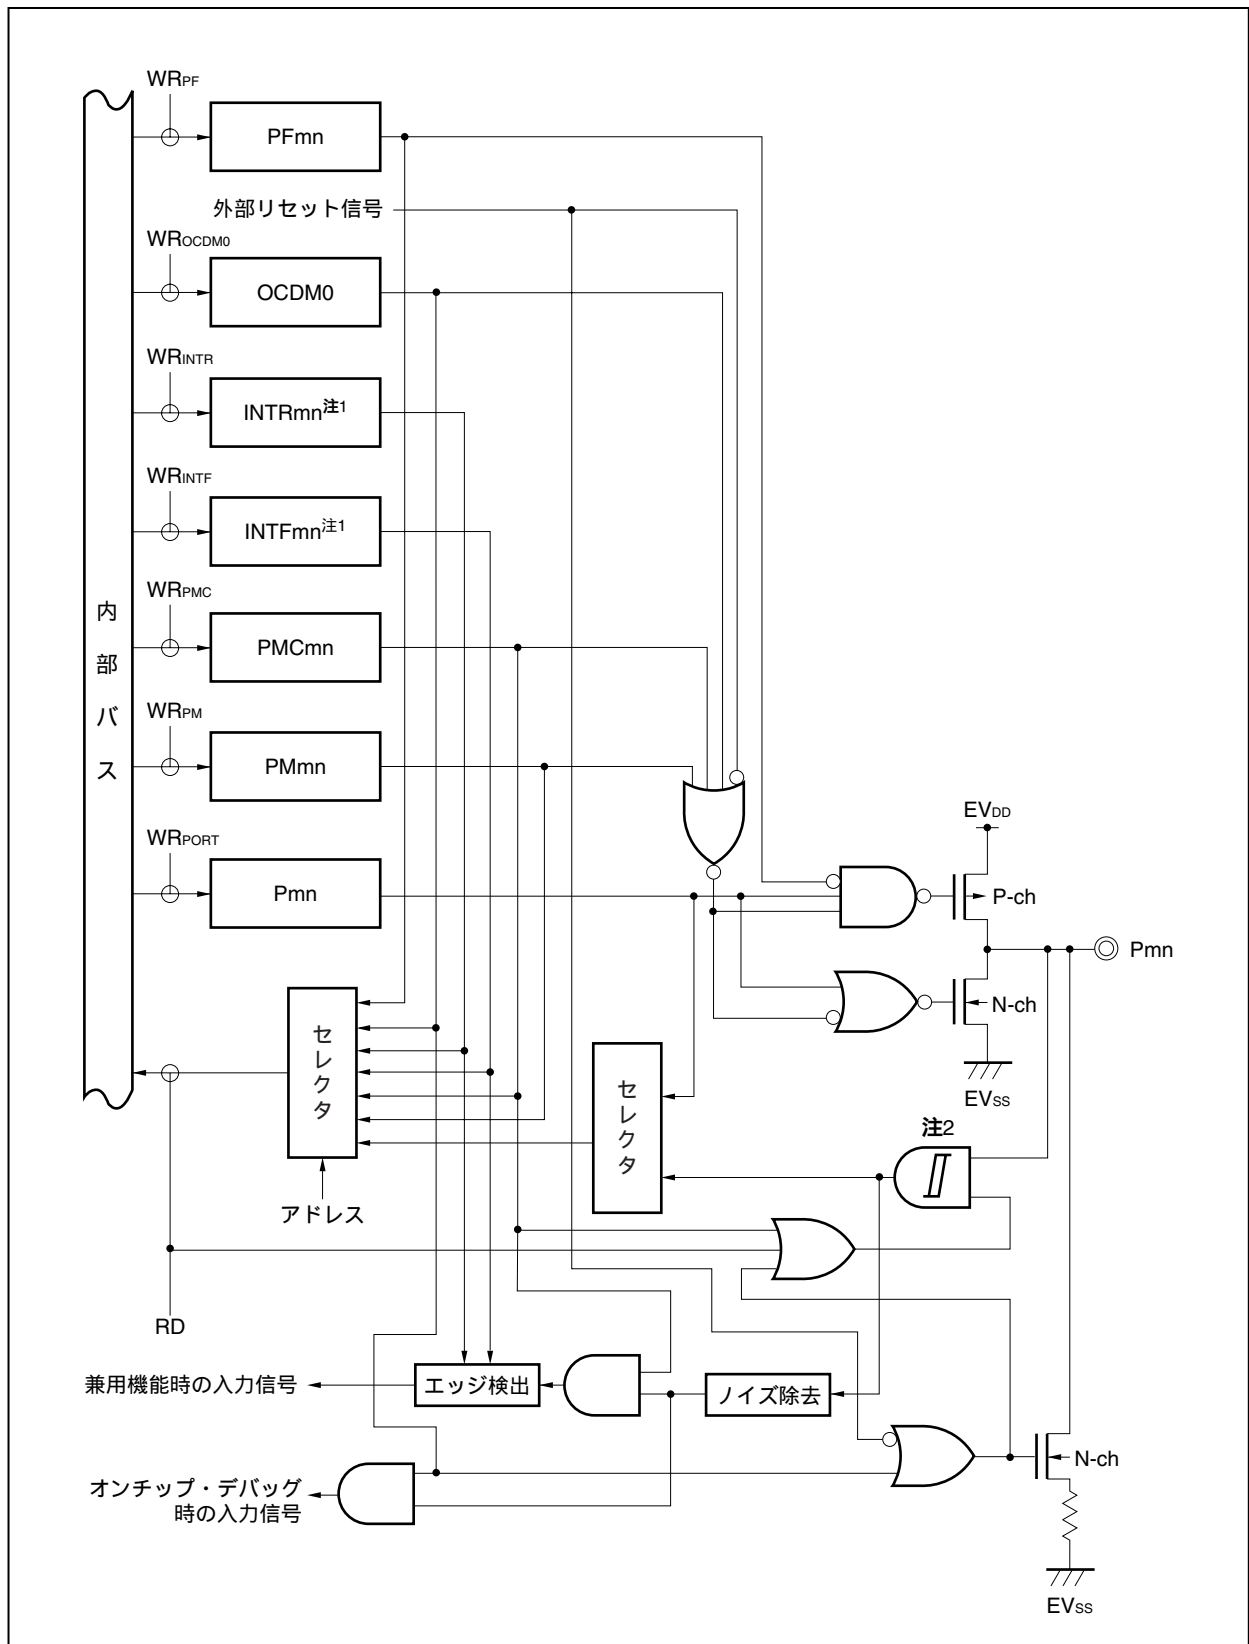 WRPF
PFmn
外部リセット信号
WROCDM0
OCDM0
WRINTR
INTRmn注1
WRINTF
INTFmn注1
WRPMC
PMCmn
内部バス
WRPM
PMmn
WRPORT
Pmn
EVDD
P-ch
Pmn
N-ch
EVSS
セレクタ
セレクタ
注2
アドレス
RD
兼用機能時の入力信号
エッジ検出
ノイズ除去
N-ch
オンチップ・デバッグ
時の入力信号
EVSS